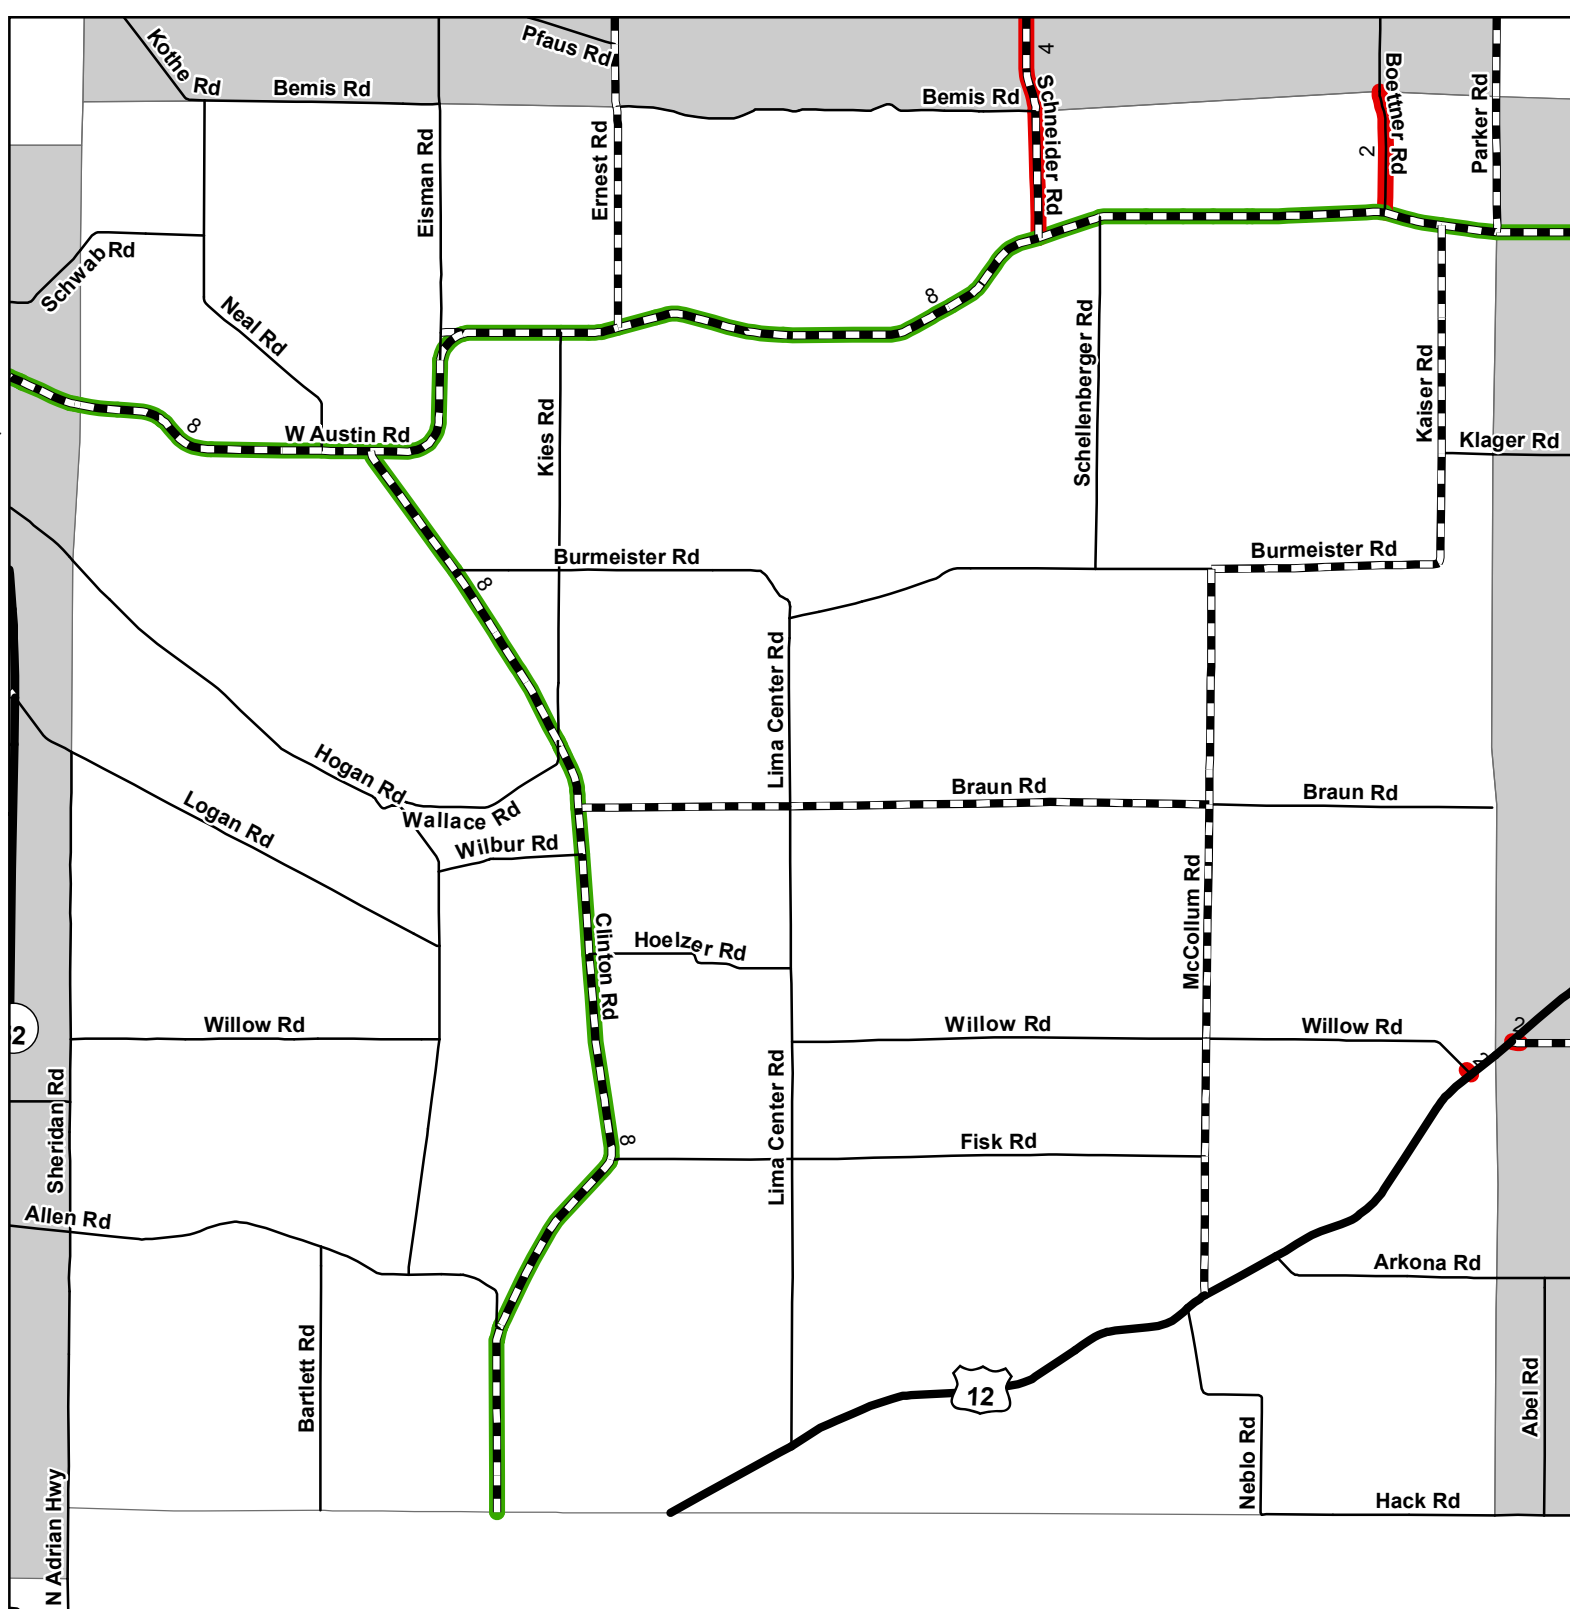 Kothe Rd
Pfaus Rd
4
Bemis Rd
Bemis Rd
Schneider Rd
Boettner Rd
Parker Rd
Eisman Rd
Ernest Rd
2
Schwab Rd
Neal Rd
8
8
W Austin Rd
Kies Rd
Schellenberger Rd
Kaiser Rd
Klager Rd
Burmeister Rd
Burmeister Rd
8
Lima Center Rd
Hogan Rd
Logan Rd
Wallace Rd
Wilbur Rd
Braun Rd
Braun Rd
McCollum Rd
Clinton Rd
Hoelzer Rd
Willow Rd
Willow Rd
Willow Rd
2
2
Sheridan Rd
Lima Center Rd
8
Fisk Rd
Allen Rd
Arkona Rd
Bartlett Rd
12
Abel Rd
Neblo Rd
Hack Rd
N Adrian Hwy